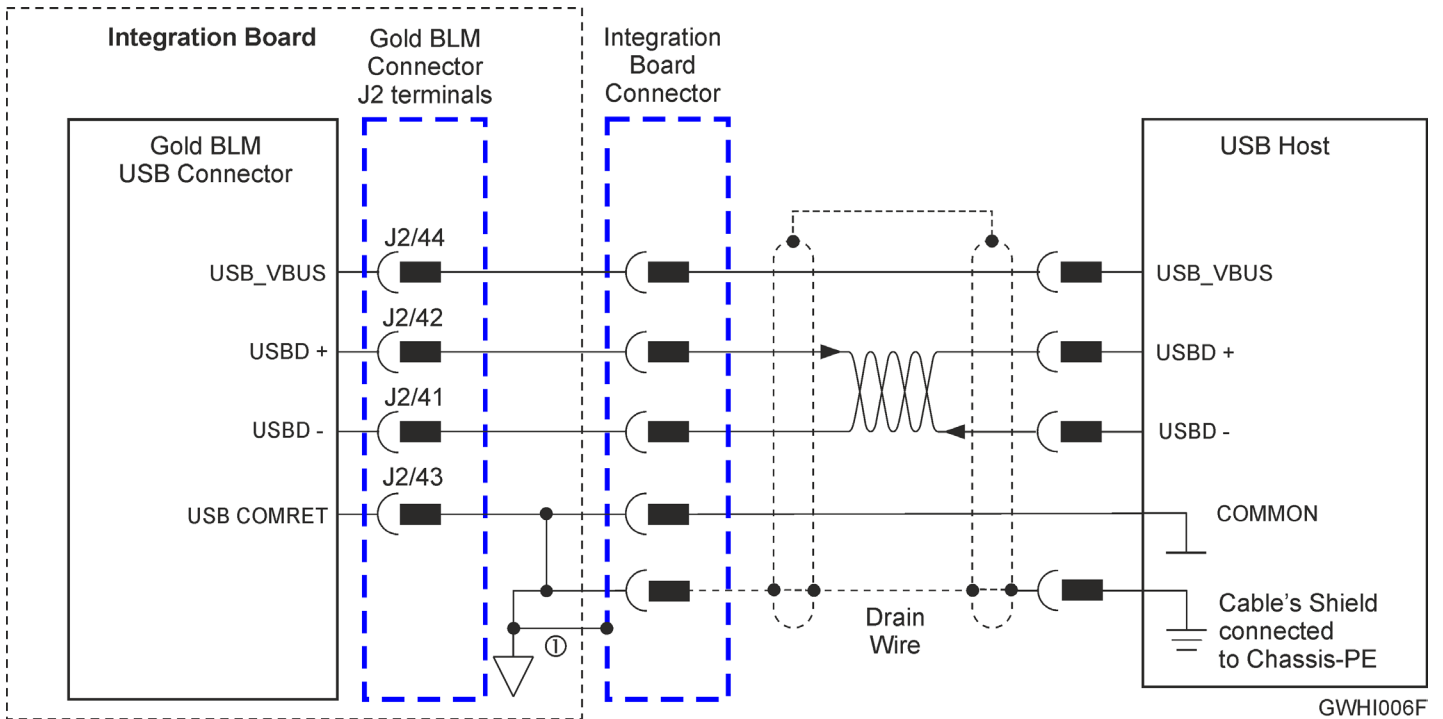 Integration Board
Gold BLM
Connector
J2 terminals
Integration
Board
Connector
Gold BLM
USB Connector
USB Host
J2/44
USB_VBUS
USB_VBUS
J2/42
USBD +
USBD +
J2/41
USBD -
USBD -
J2/43
USB COMRET
COMMON
Drain
Wire
①
Cable's Shield
connected
to Chassis-PE
GWHI006F